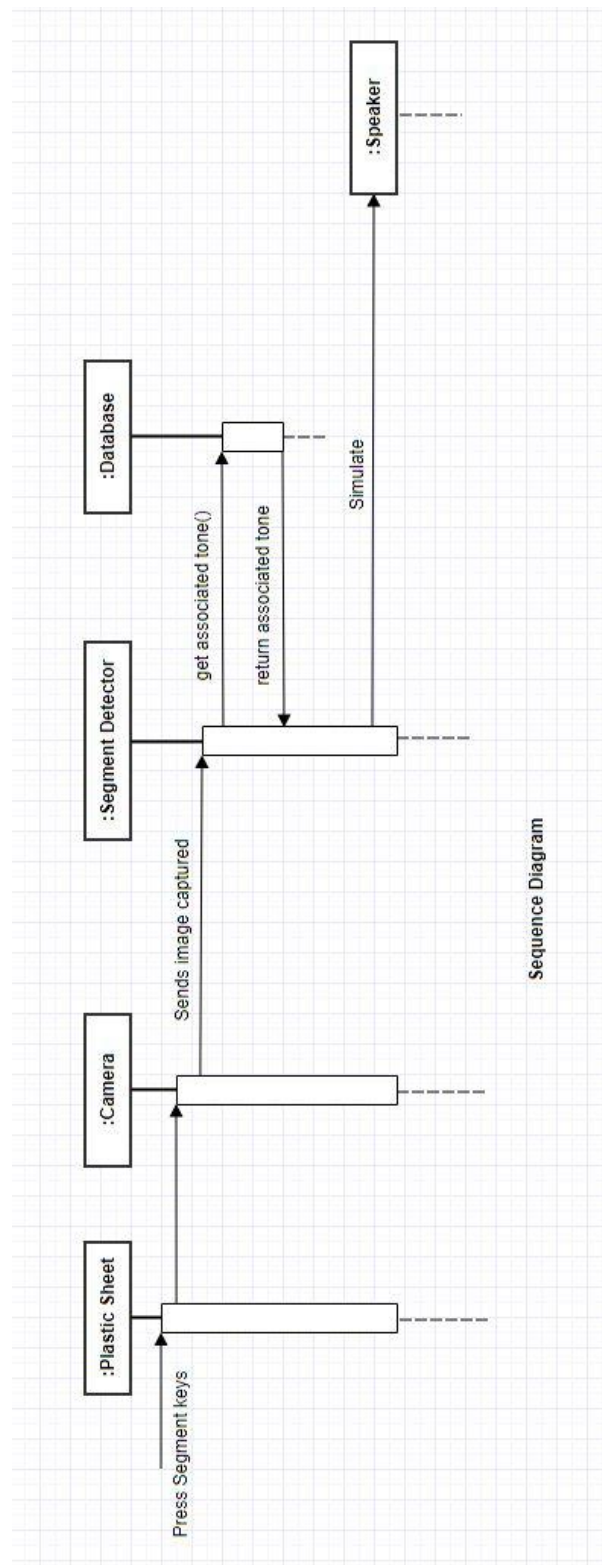 :Plastic Sheet
:Camera
:Segment Detector
:Database
:Speaker
Press Segment keys
Sends image captured
get associated tone()
return associated tone
Simulate
Sequence Diagram